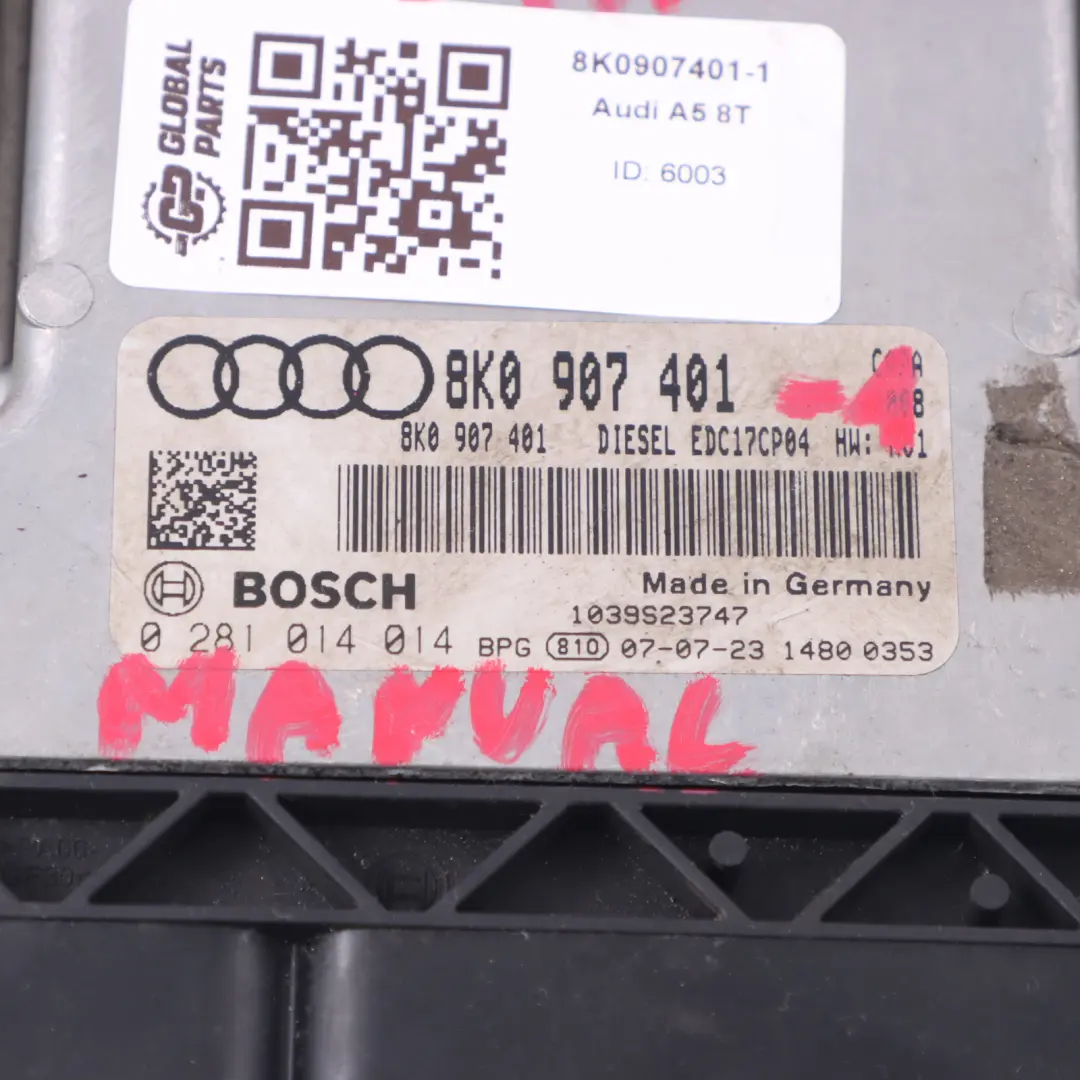 GLOBAL
PARTS
8K0907401-1
Audi A5 8T
ID: 6003
8K0 907 401
-1
8K0 907 401 DIESEL EDC17CP04 HW:
BOSCH
Made in Germany
1039S23747
0 281 014 014 BPG 810 07-07-23 1480 0353
MANUAL